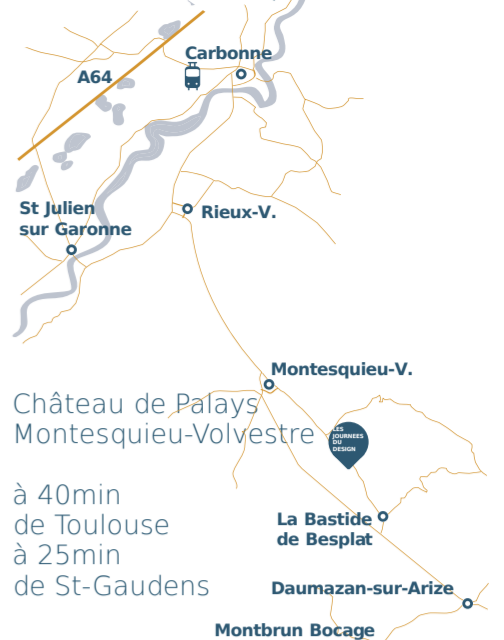 Carbonne
A64
St Julien
sur Garonne
Rieux-V.
Montesquieu-V.
Château de Palays
Montesquieu-Volvestre
LES
JOURNEES
DU
DESIGN
à 40min
de Toulouse
à 25min
de St-Gaudens
La Bastide
de Besplat
Daumazan-sur-Arize
Montbrun Bocage